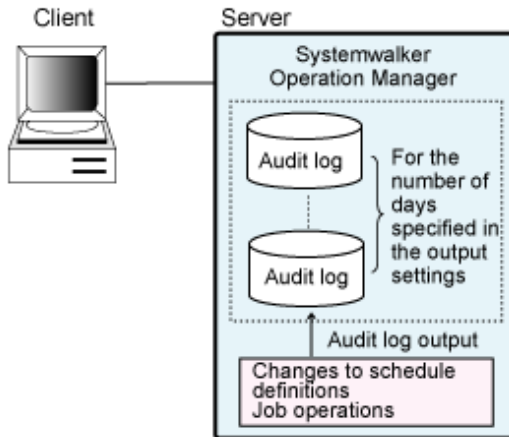 Client
Server
Systemwalker
Operation Manager
Audit log
For the
number of
days
specified in
the output
settings
Audit log
Audit log output
Changes to schedule
definitions
Job operations